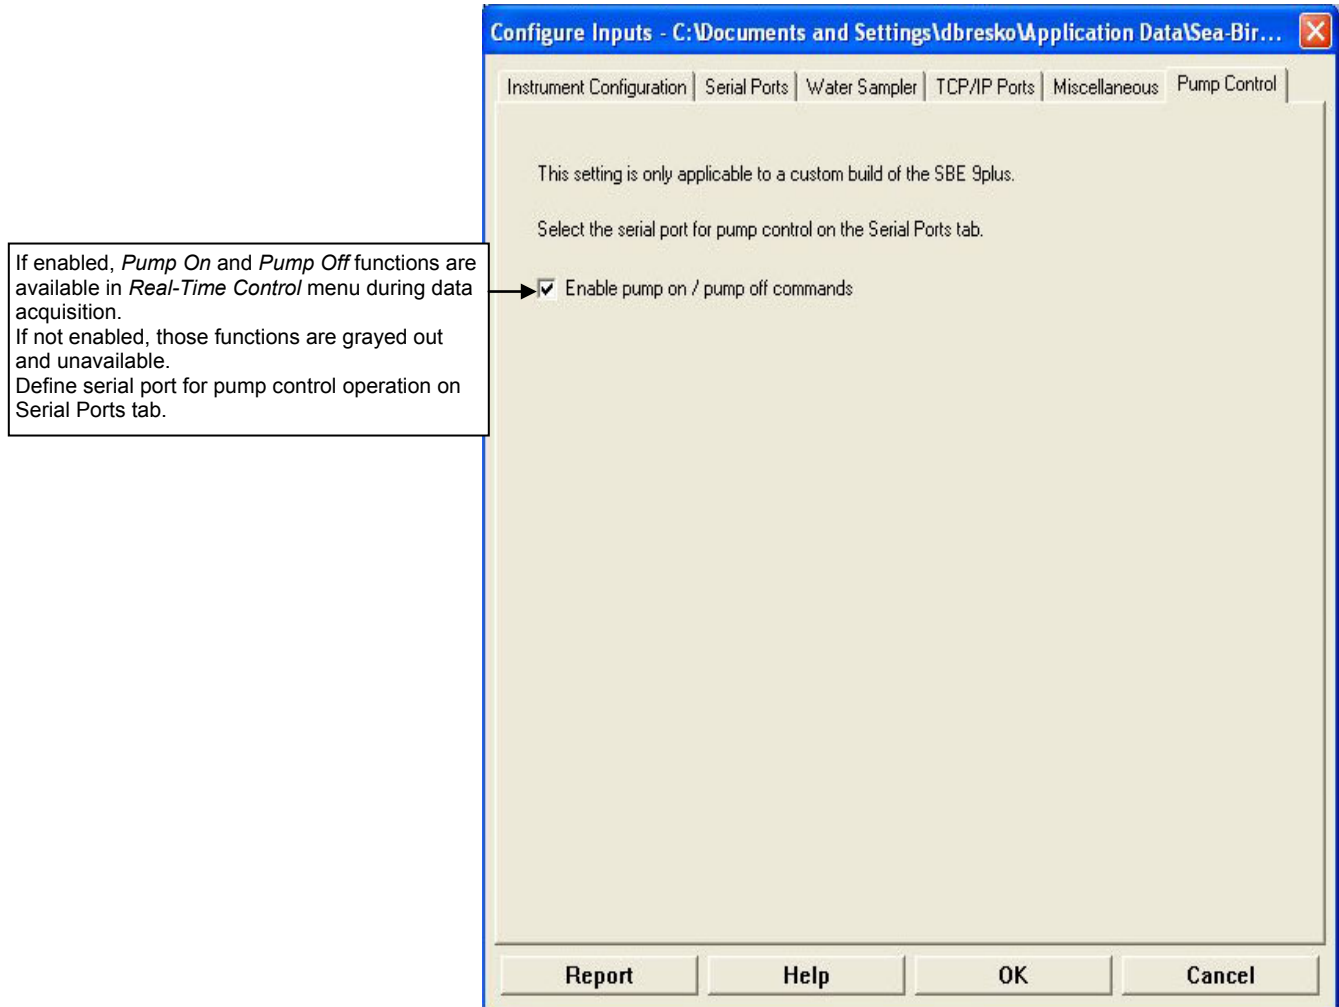 Configure Inputs - C:\Documents and Settings\dbresko\Application Data\Sea-Bir...
Instrument Configuration
Serial Ports
Water Sampler
TCP/IP Ports
Miscellaneous
Pump Control
This setting is only applicable to a custom build of the SBE 9plus.
Select the serial port for pump control on the Serial Ports tab.
If enabled, Pump On and Pump Off functions are
available in Real-Time Control menu during data
acquisition.
If not enabled, those functions are grayed out
and unavailable.
Define serial port for pump control operation on
Serial Ports tab.
Enable pump on / pump off commands
Report
Help
OK
Cancel